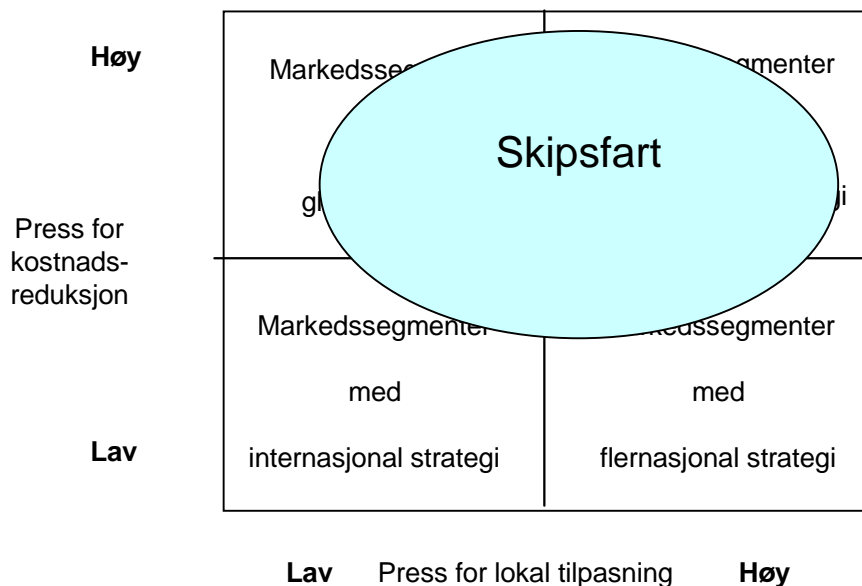 Høy
Skipsfart
Press for
kostnads-
reduksjon
Markedssegmenter
med
internasjonal strategi
med
flernasjonal strategi
Lav
Lav Press for lokal tilpasning Høy